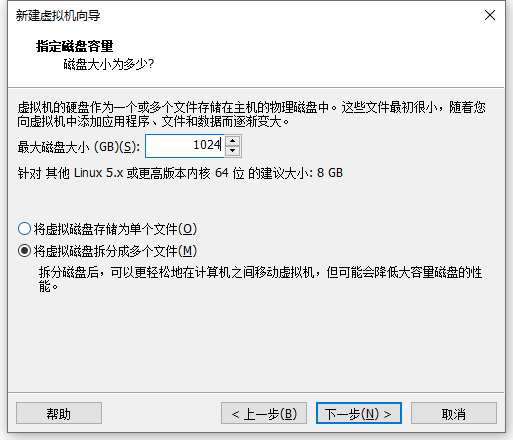 新建虚拟机向导
指定磁盘容量
磁盘大小为多少?
虚拟机的硬盘作为一个或多个文件存储在主机的物理磁盘中。这些文件最初很小，随着您
向虚拟机中添加应用程序、文件和数据而逐渐变大。
最大磁盘大小 (GB)(S): 1024
针对 其他 Linux 5.x 或更高版本内核 64 位 的建议大小: 8 GB
将虚拟磁盘存储为单个文件(O)
将虚拟磁盘拆分成多个文件(M)
拆分磁盘后，可以更轻松地在计算机之间移动虚拟机，但可能会降低大容量磁盘的性
能。
帮助 < 上一步(B) 下一步(N) > 取消